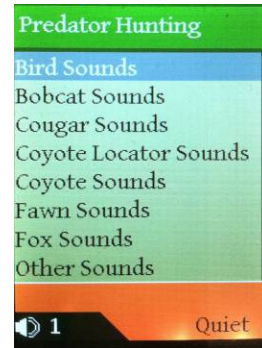 Predator Hunting
Bird Sounds
Bobcat Sounds
Cougar Sounds
Coyote Locator Sounds
Coyote Sounds
Fawn Sounds
Fox Sounds
Other Sounds
1 Quiet